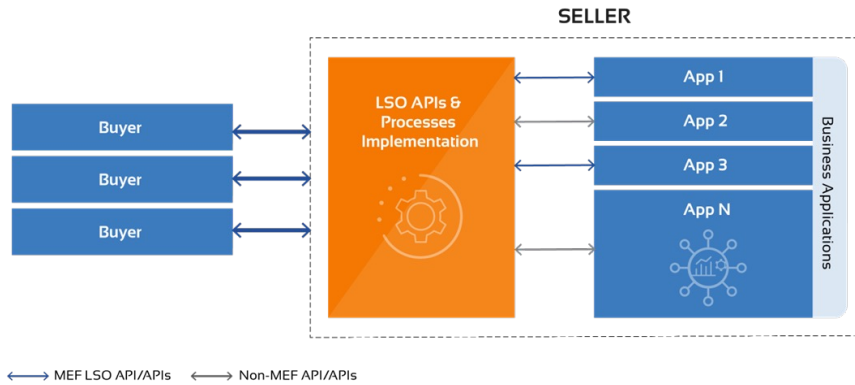 SELLER
Buyer
Buyer
Buyer
LSO APIs &
Processes
Implementation
App 1
App 2
App 3
App N
Business Applications
MEF LSO API/APIs
Non-MEF API/APIs